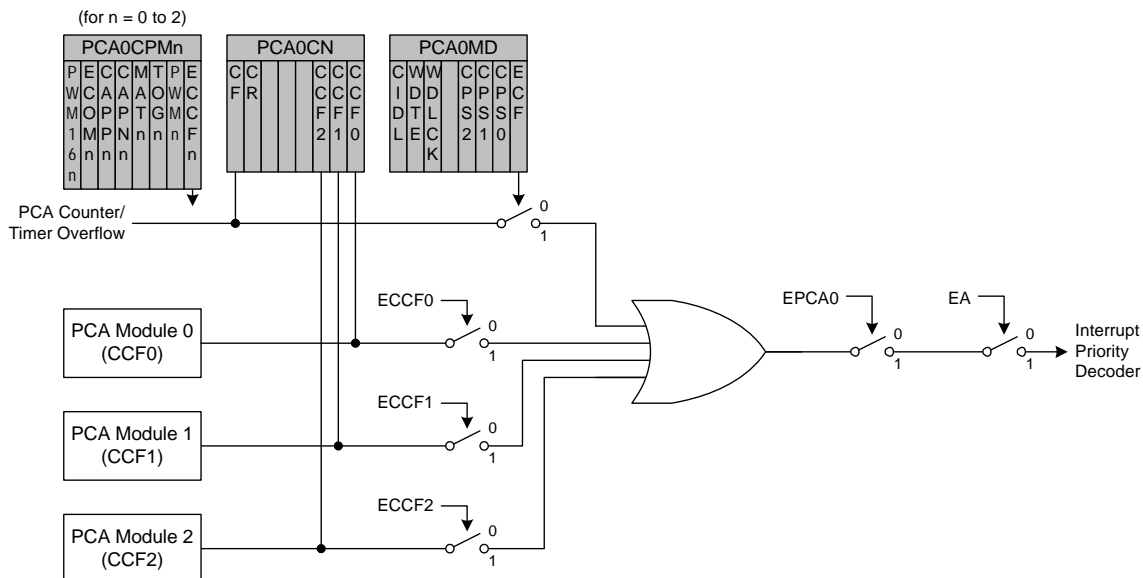 (for n = 0 to 2)
PCA0CPMn
PWM16n
ECOMn
CAPPn
CAPNn
MATn
TOGn
PWMn
ECCFn
PCA0CN
CF
CR
CCF2
CCF1
CCF0
PCA0MD
CIDL
WDTE
WDLCK
CPS2
CPS1
CPS0
ECF
PCA Counter/
Timer Overflow
0
1
PCA Module 0
(CCF0)
ECCF0
0
1
EPCA0
0
1
EA
0
1
Interrupt
Priority
Decoder
PCA Module 1
(CCF1)
ECCF1
0
1
PCA Module 2
(CCF2)
ECCF2
0
1